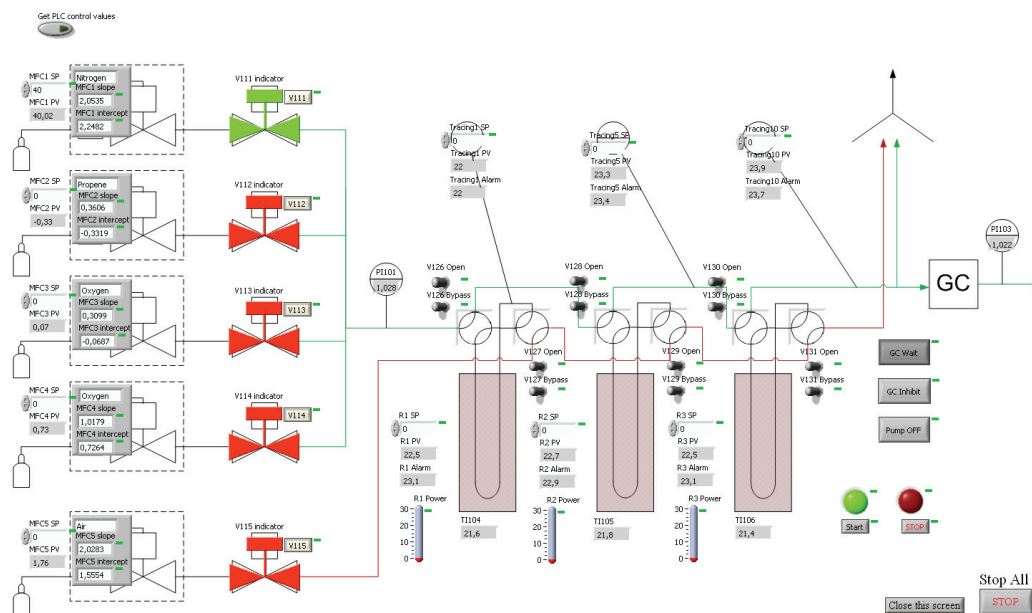 Get PLC control values
MFC1 SP
40
MFC1 PV
40,02
Nitrogen
MFC1 slope
2,0535
MFC1 intercept
2,2482
V111 indicator
V111
MFC2 SP
0
MFC2 PV
-0,33
Propene
MFC2 slope
0,3606
MFC2 intercept
-0,3319
V112 indicator
V112
MFC3 SP
0
MFC3 PV
0,07
Oxygen
MFC3 slope
0,3099
MFC3 intercept
-0,0687
V113 indicator
V113
MFC4 SP
0
MFC4 PV
0,73
Oxygen
MFC4 slope
1,0179
MFC4 intercept
0,7264
V114 indicator
V114
MFC5 SP
0
MFC5 PV
1,76
Air
MFC5 slope
2,0283
MFC5 intercept
1,5554
V115 indicator
V115
Tracing1 SP
0
Tracing1 PV
22
Tracing1 Alarm
22
Tracing5 SP
0
Tracing5 PV
23,3
Tracing5 Alarm
23,4
Tracing10 SP
0
Tracing10 PV
23,9
Tracing10 Alarm
23,7
PI101
1,028
V126 Open
V126 Bypass
V128 Open
V128 Bypass
V130 Open
V130 Bypass
GC
PI103
1,022
V127 Open
V127 Bypass
V129 Open
V129 Bypass
V131 Open
V131 Bypass
R1 SP
0
R1 PV
22,5
R1 Alarm
23,1
R1 Power
30
20
10
0
TI104
21,6
R2 SP
0
R2 PV
22,7
R2 Alarm
22,9
R2 Power
30
20
10
0
TI105
21,8
R3 SP
0
R3 PV
22,5
R3 Alarm
23,1
R3 Power
30
20
10
0
TI106
21,4
GC Wait
GC Inhibit
Pump OFF
Start
STOP
Stop All
Close this screen
STOP